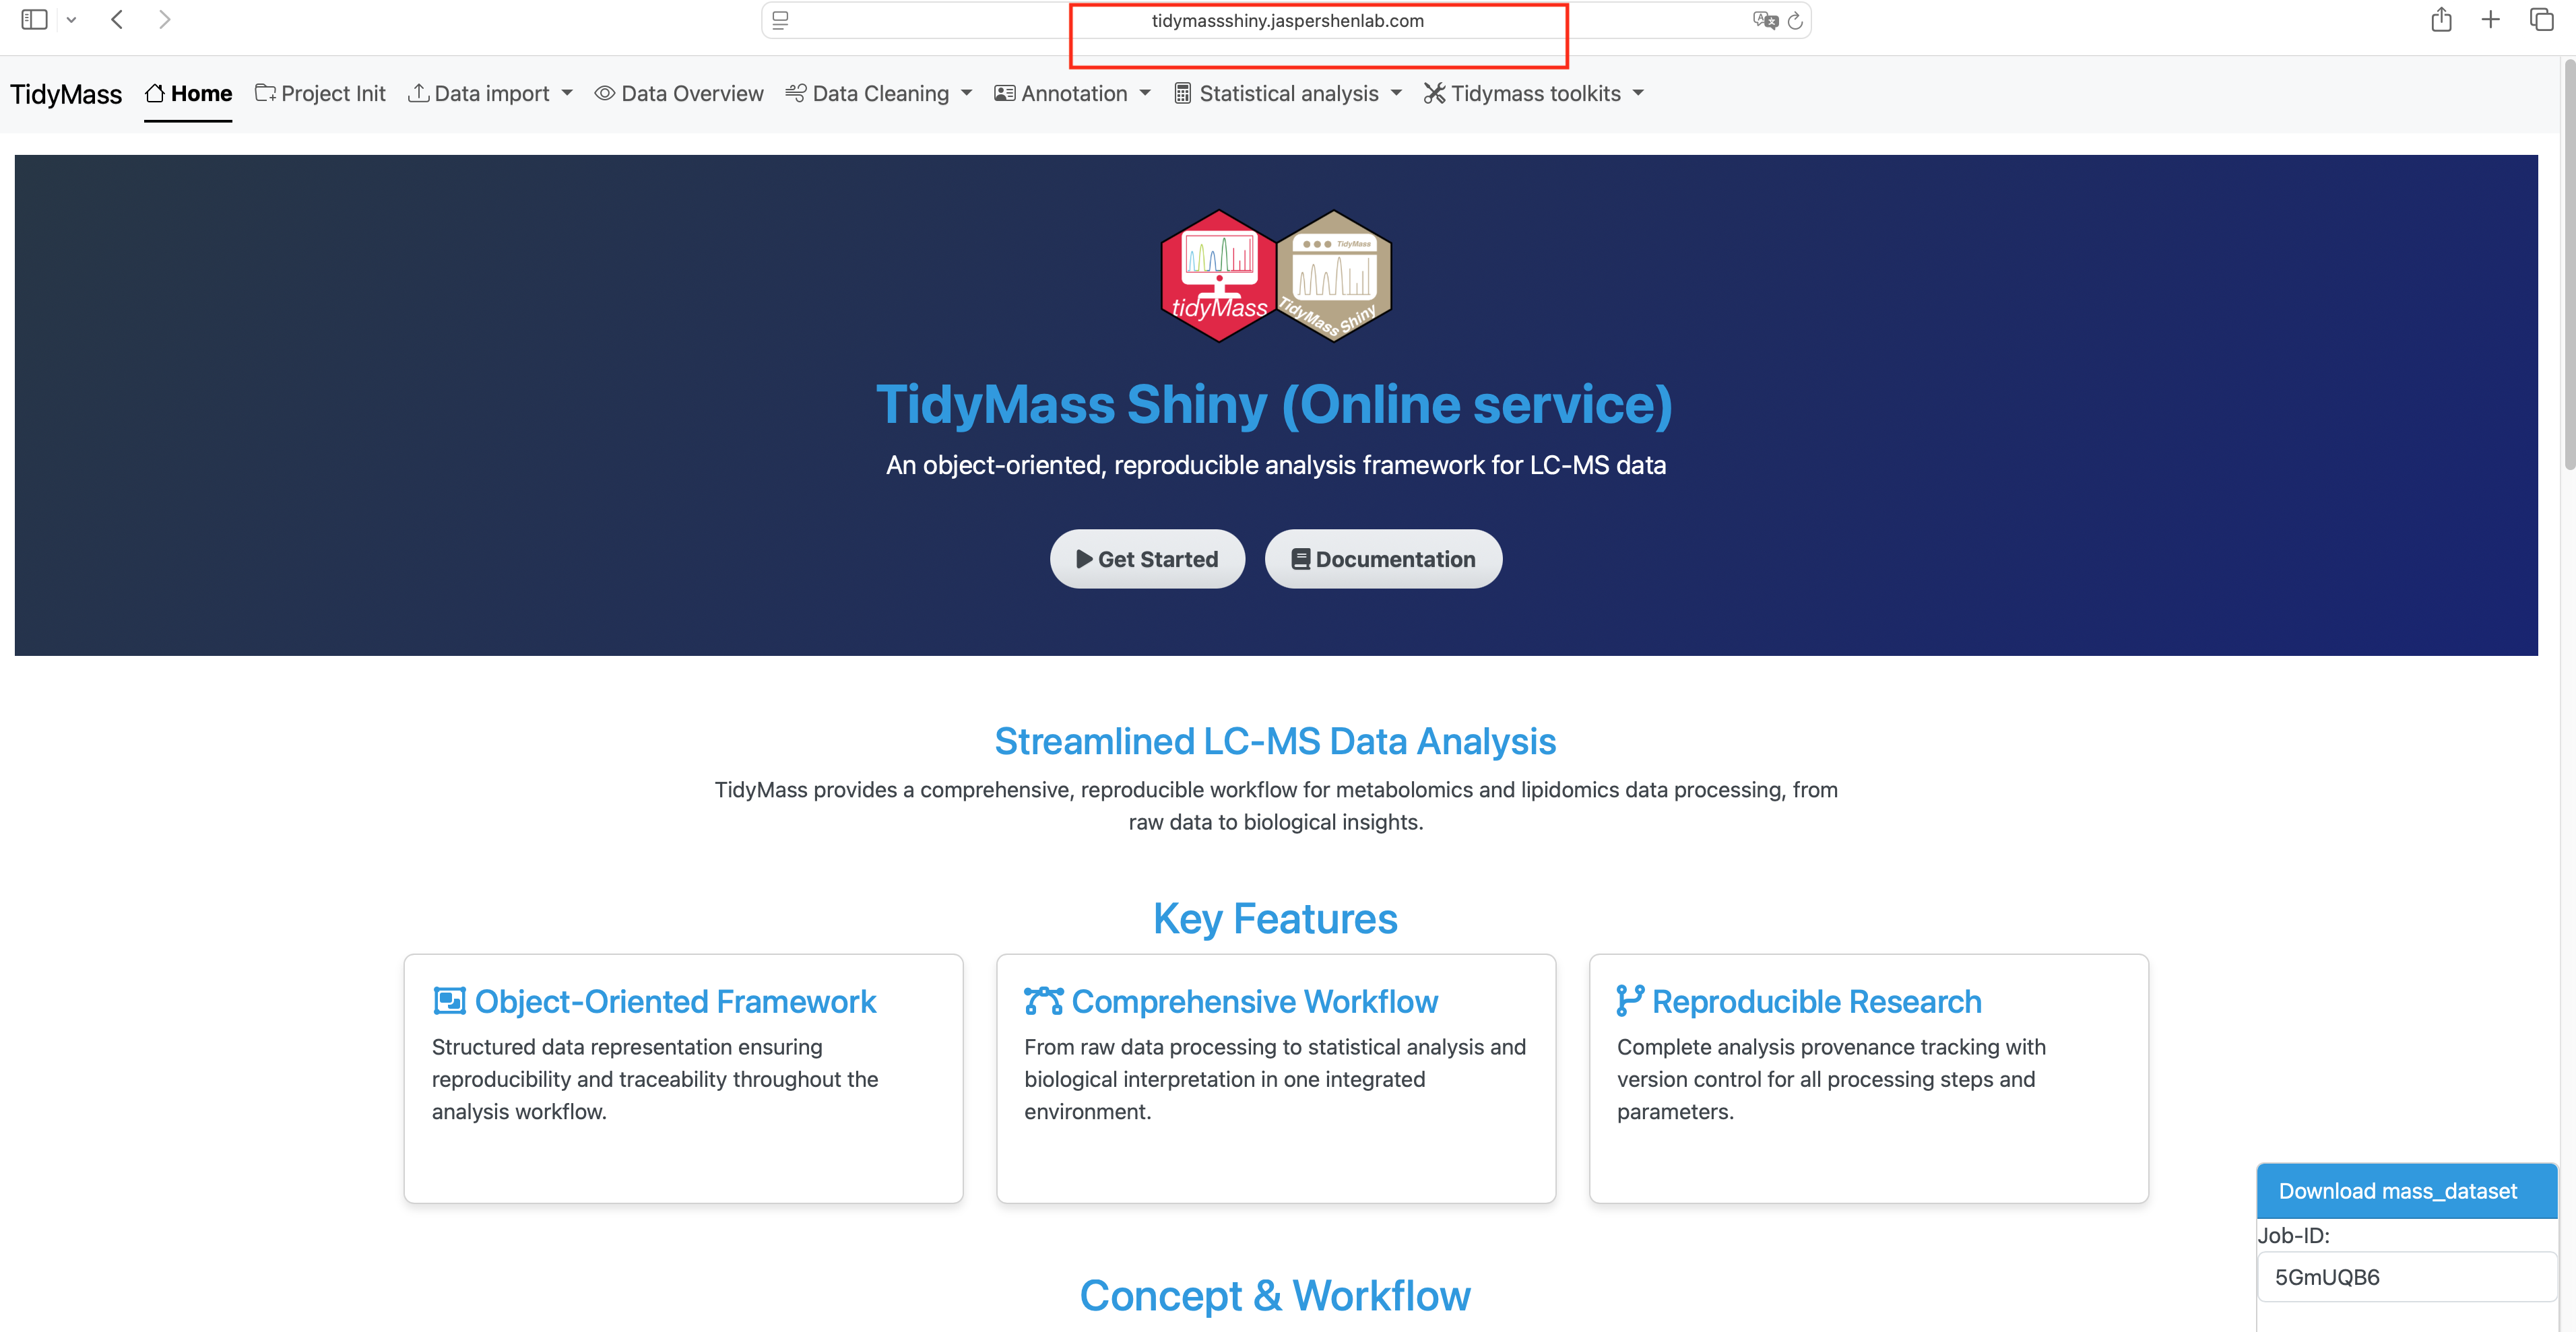 tidymassshiny.jaspershenlab.com
TidyMass Home Project Init Data import Data Overview Data Cleaning Annotation Statistical analysis Tidymass toolkits
TidyMass
tidyMass
TidyMass Shiny
TidyMass Shiny (Online service)
An object-oriented, reproducible analysis framework for LC-MS data
Get Started Documentation
Streamlined LC-MS Data Analysis
TidyMass provides a comprehensive, reproducible workflow for metabolomics and lipidomics data processing, from
raw data to biological insights.
Key Features
Object-Oriented Framework
Structured data representation ensuring
reproducibility and traceability throughout the
analysis workflow.
Comprehensive Workflow
From raw data processing to statistical analysis and
biological interpretation in one integrated
environment.
Reproducible Research
Complete analysis provenance tracking with
version control for all processing steps and
parameters.
Download mass_dataset
Job-ID:
5GmUQB6
Concept & Workflow